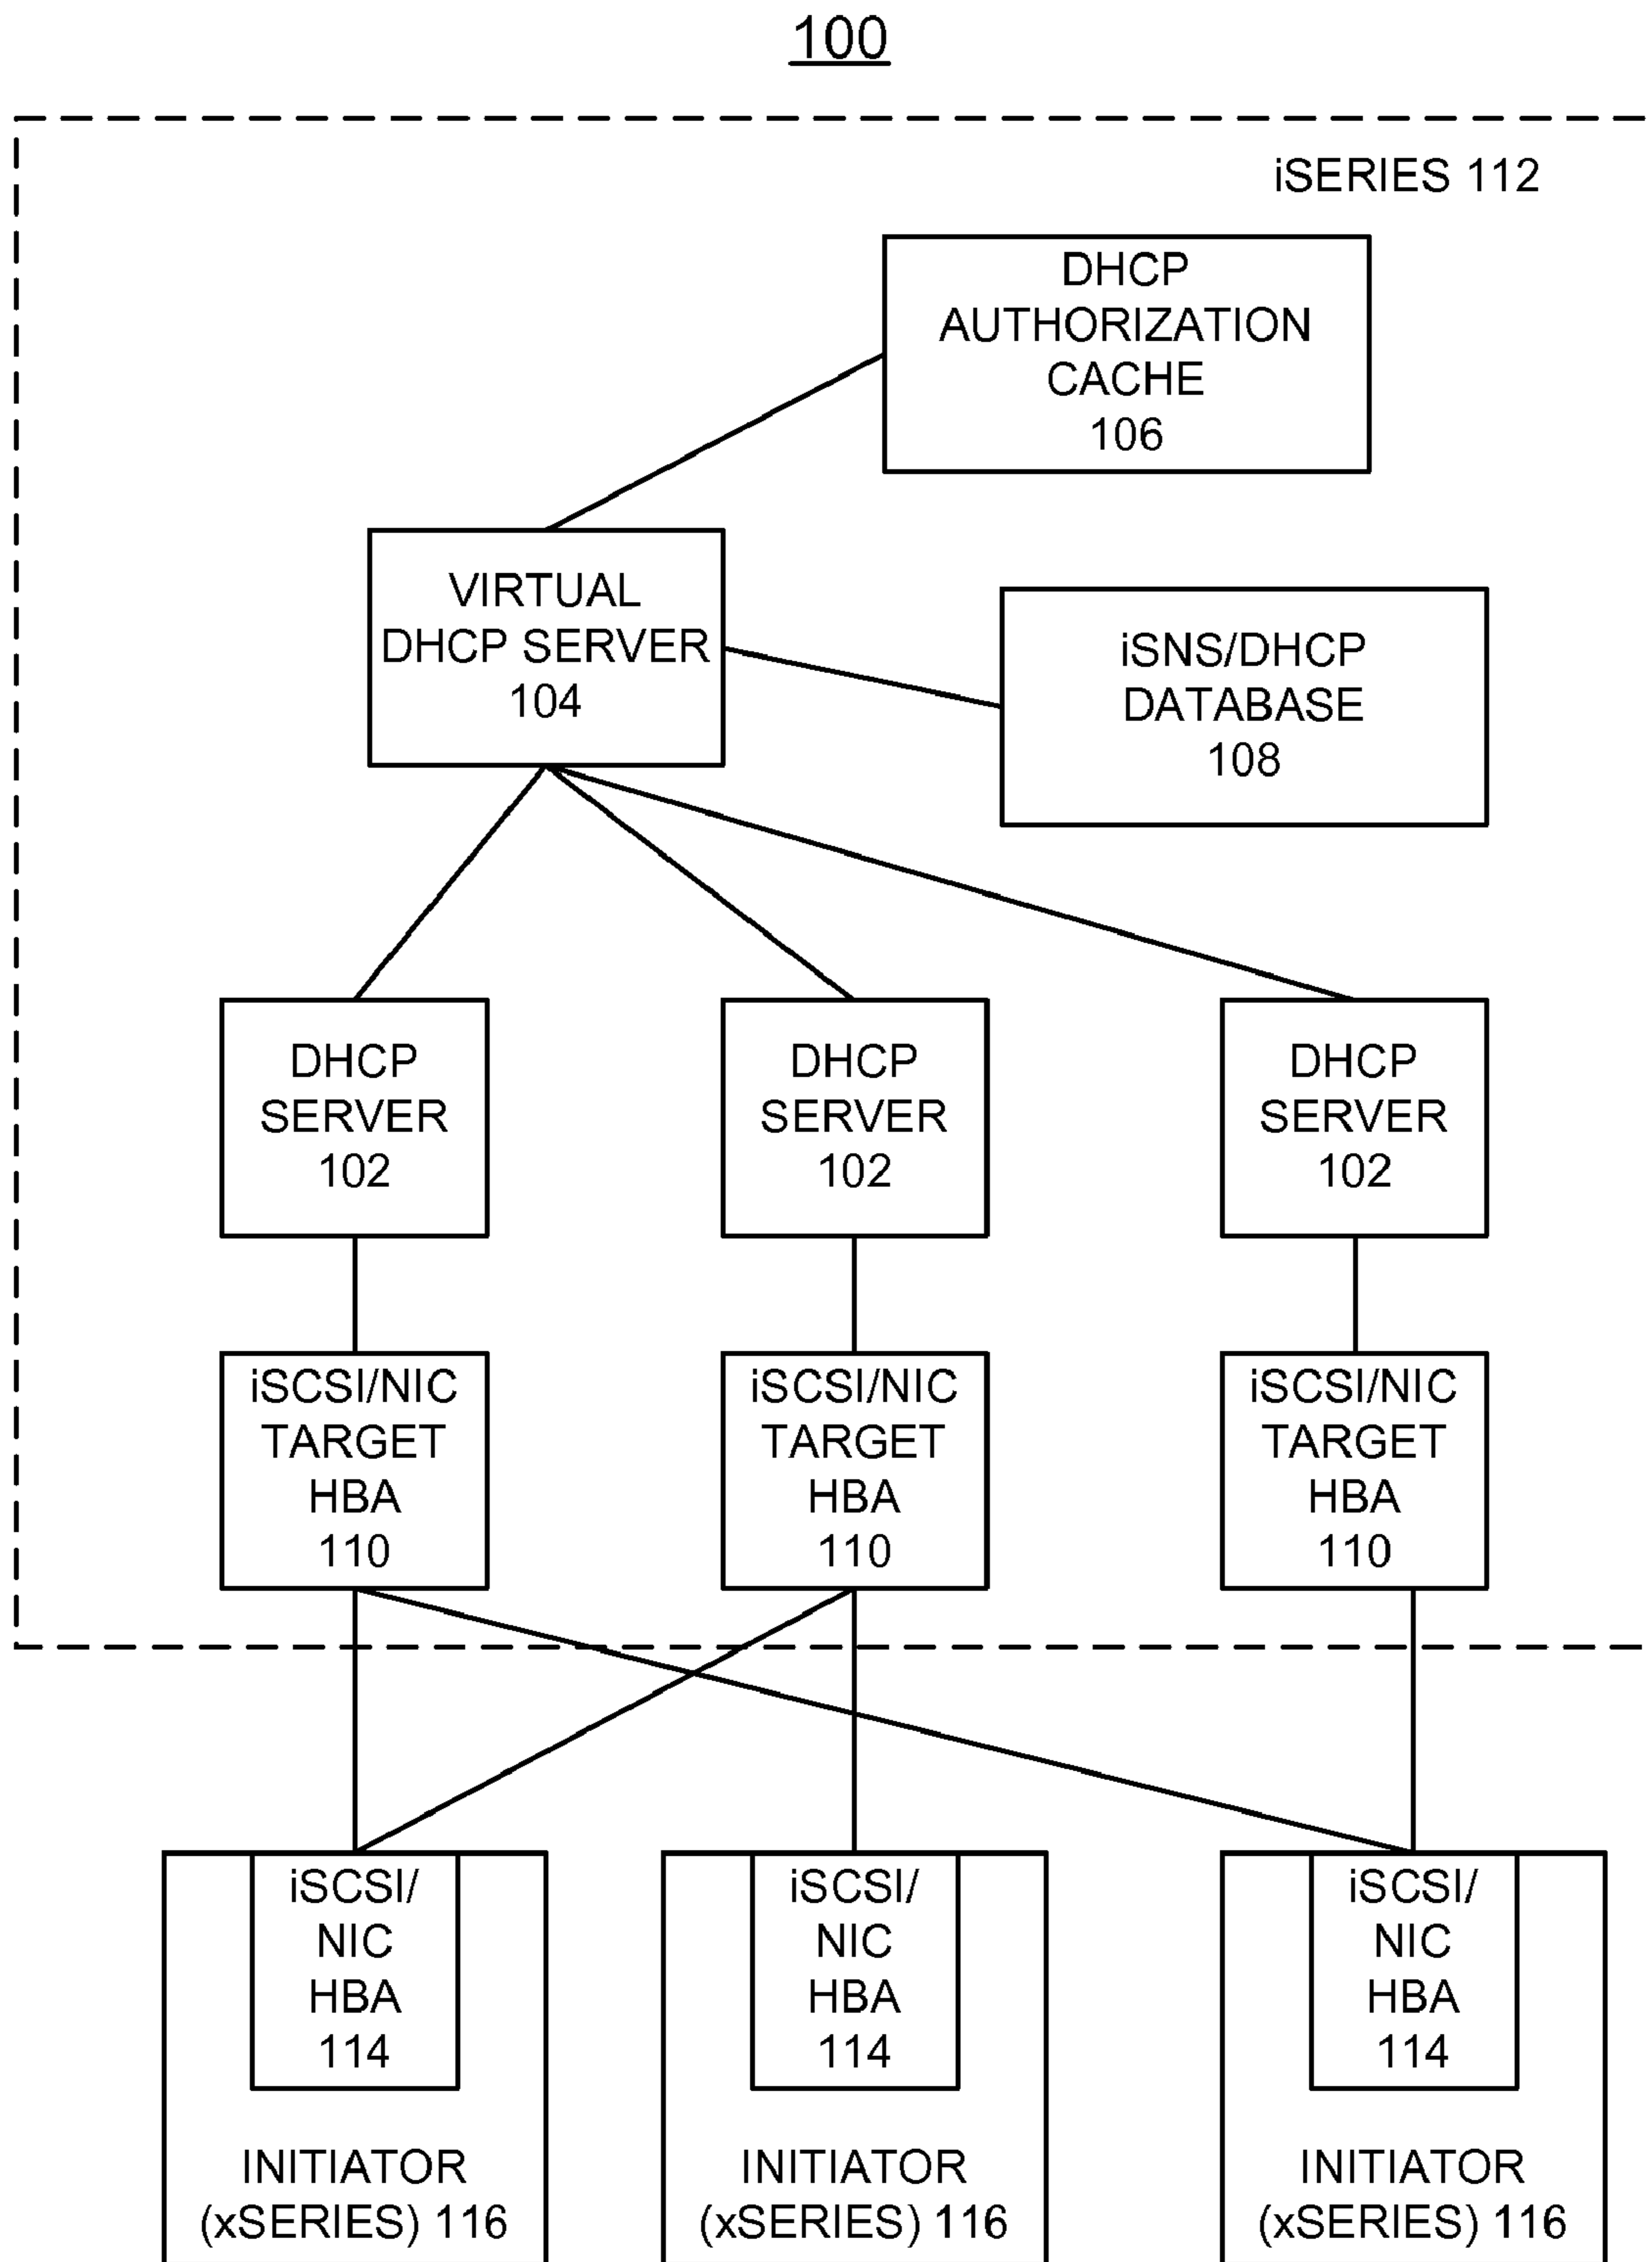 100
iSERIES 112
DHCP
AUTHORIZATION
CACHE
106
VIRTUAL
DHCP SERVER
104
iSNS/DHCP
DATABASE
108
DHCP
SERVER
102
DHCP
SERVER
102
DHCP
SERVER
102
iSCSI/NIC
TARGET
HBA
110
iSCSI/NIC
TARGET
HBA
110
iSCSI/NIC
TARGET
HBA
110
iSCSI/
NIC
HBA
114
INITIATOR
(xSERIES) 116
iSCSI/
NIC
HBA
114
INITIATOR
(xSERIES) 116
iSCSI/
NIC
HBA
114
INITIATOR
(xSERIES) 116